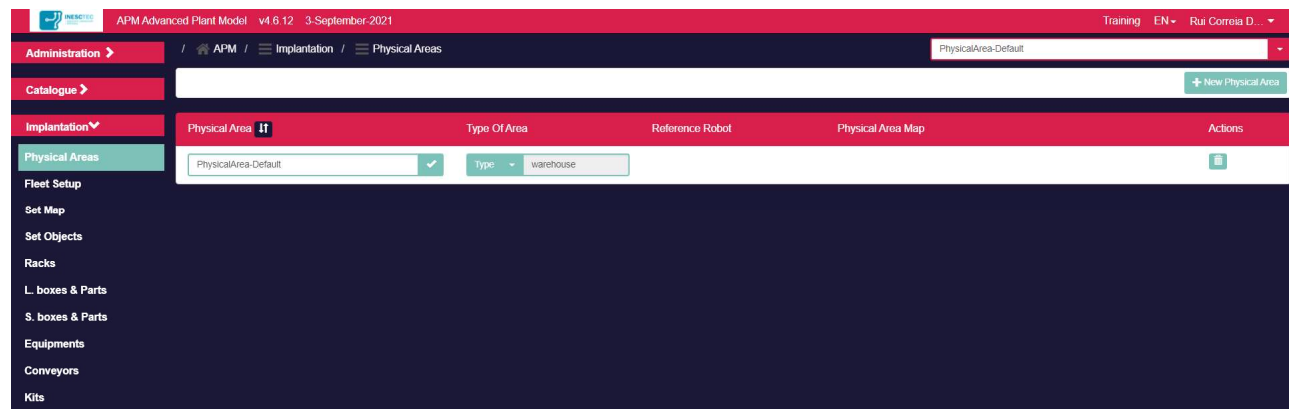 INESCTEC APM Advanced Plant Model v4.6.12 3-September-2021 Training EN Rui Correia D...
Administration / APM / Implantation / Physical Areas PhysicalArea-Default
Catalogue + New Physical Area
Implantation Physical Area Type Of Area Reference Robot Physical Area Map Actions
Physical Areas PhysicalArea-Default Type warehouse
Fleet Setup
Set Map
Set Objects
Racks
L. boxes & Parts
S. boxes & Parts
Equipments
Conveyors
Kits